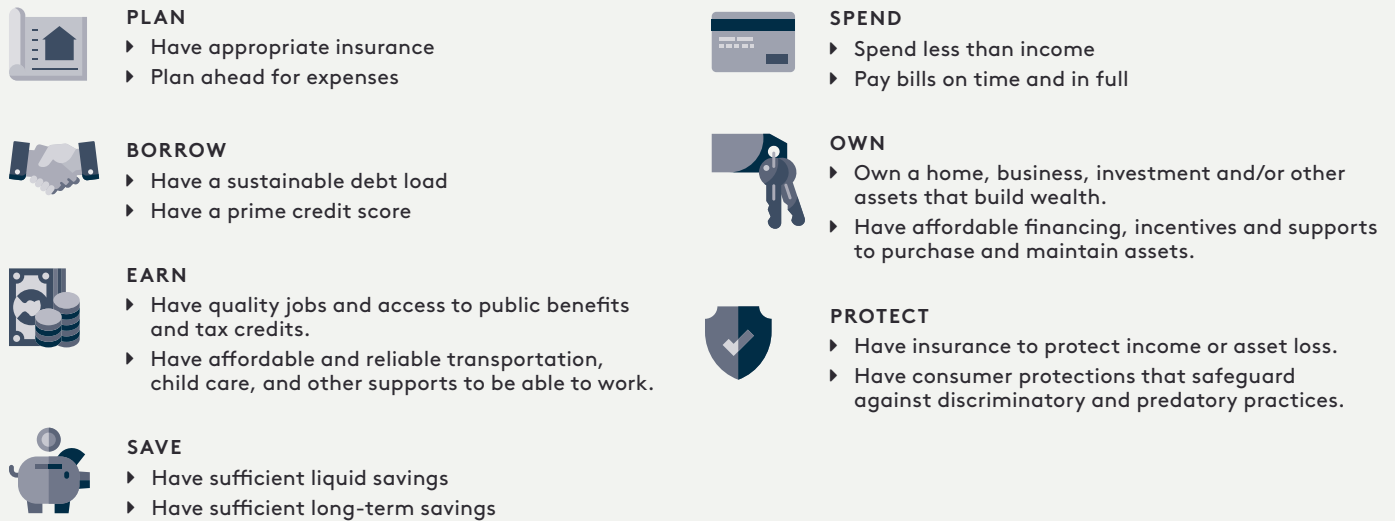 PLAN
Have appropriate insurance
Plan ahead for expenses
BORROW
Have a sustainable debt load
Have a prime credit score
EARN
Have quality jobs and access to public benefits
and tax credits.
Have affordable and reliable transportation,
child care, and other supports to be able to work.
SAVE
Have sufficient liquid savings
Have sufficient long-term savings
SPEND
Spend less than income
Pay bills on time and in full
OWN
Own a home, business, investment and/or other
assets that build wealth.
Have affordable financing, incentives and supports
to purchase and maintain assets.
PROTECT
Have insurance to protect income or asset loss.
Have consumer protections that safeguard
against discriminatory and predatory practices.